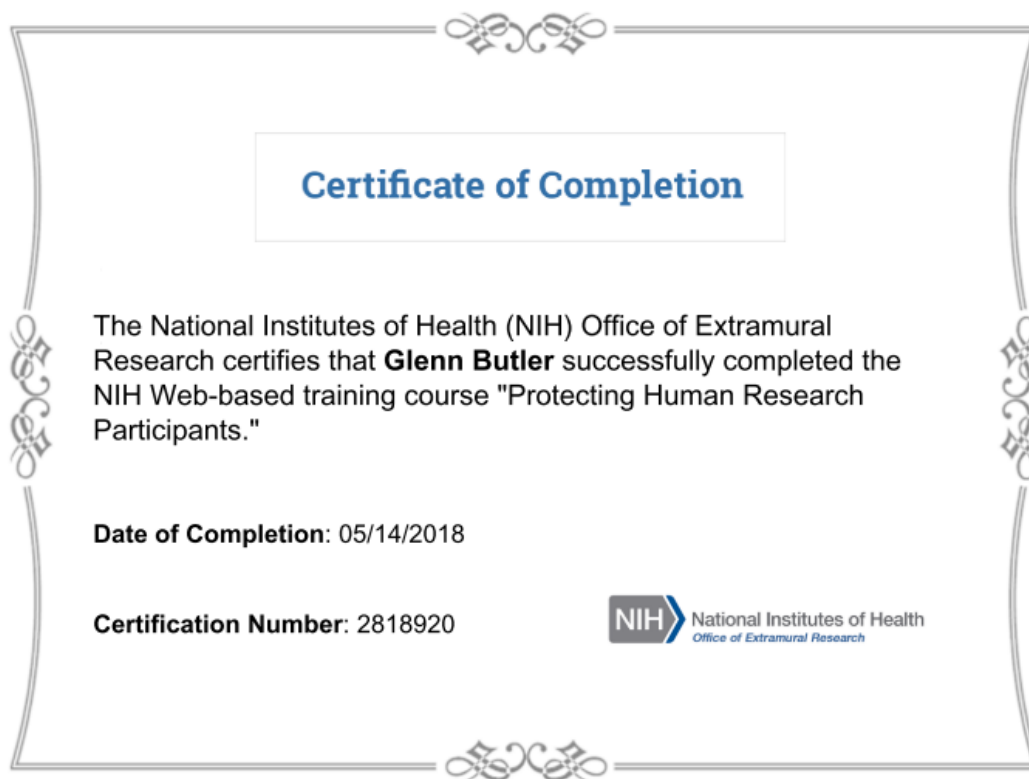 Certificate of Completion
The National Institutes of Health (NIH) Office of Extramural
Research certifies that Glenn Butler successfully completed the
NIH Web-based training course "Protecting Human Research
Participants."
Date of Completion: 05/14/2018
Certification Number: 2818920
NIH National Institutes of Health
Office of Extramural Research